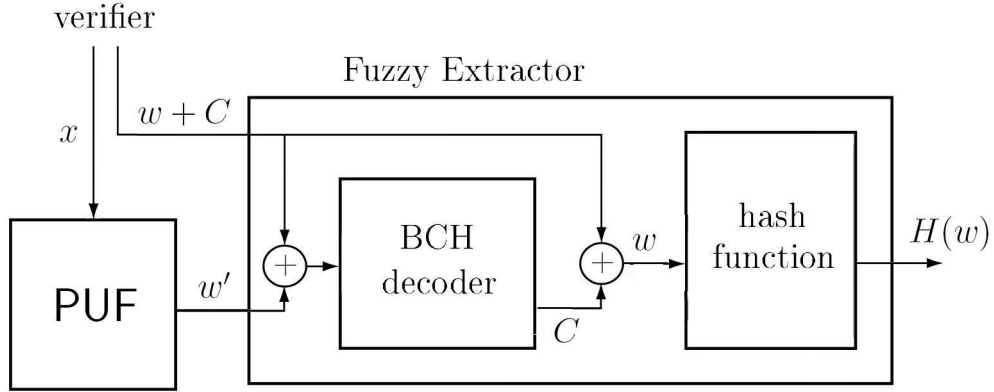 verifier
Fuzzy Extractor
w + C
x
BCH
decoder
hash
function
w
H(w)
+
+
w′
PUF
C